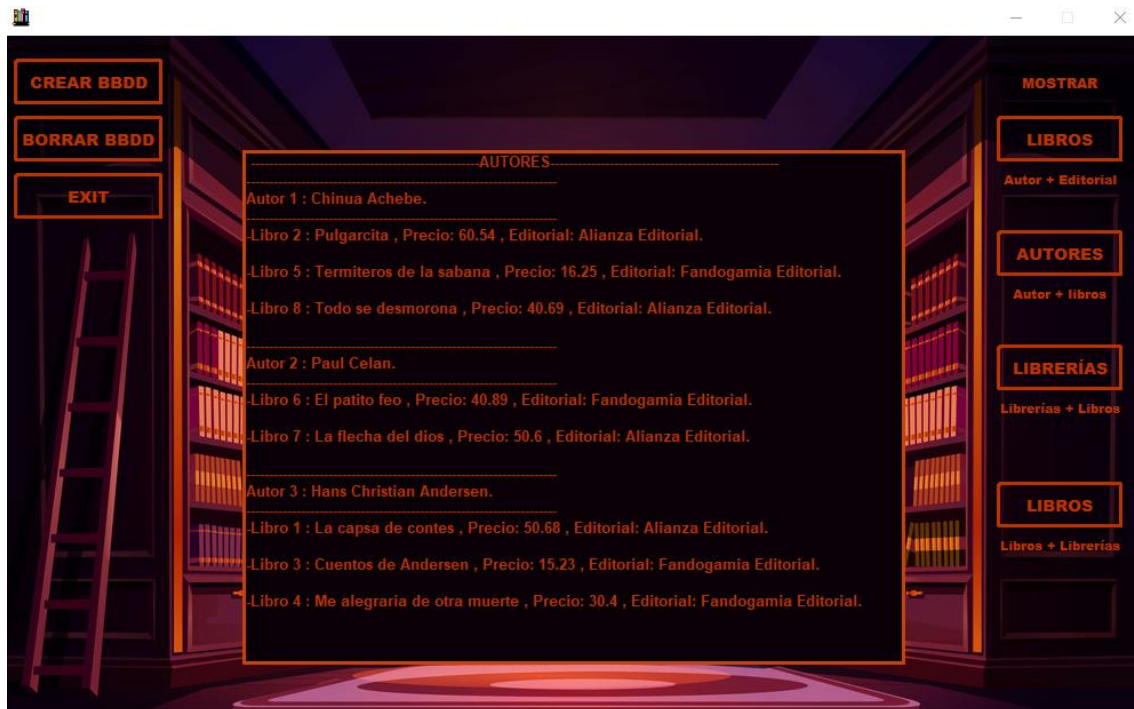 CREAR BBDD
BORRAR BBDD
EXIT
--------------------------------------------------AUTORES--------------------------------------------------
--------------------------------------------------------------------
Autor 1 : Chinua Achebe.
--------------------------------------------------------------------
-Libro 2 : Pulgarcita , Precio: 60.54 , Editorial: Alianza Editorial.
-Libro 5 : Termiteros de la sabana , Precio: 16.25 , Editorial: Fandogamia Editorial.
-Libro 8 : Todo se desmorona , Precio: 40.69 , Editorial: Alianza Editorial.
--------------------------------------------------------------------
Autor 2 : Paul Celan.
--------------------------------------------------------------------
-Libro 6 : El patito feo , Precio: 40.89 , Editorial: Fandogamia Editorial.
-Libro 7 : La flecha del dios , Precio: 50.6 , Editorial: Alianza Editorial.
--------------------------------------------------------------------
Autor 3 : Hans Christian Andersen.
--------------------------------------------------------------------
-Libro 1 : La capsa de contes , Precio: 50.68 , Editorial: Alianza Editorial.
-Libro 3 : Cuentos de Andersen , Precio: 15.23 , Editorial: Fandogamia Editorial.
-Libro 4 : Me alegraria de otra muerte , Precio: 30.4 , Editorial: Fandogamia Editorial.
MOSTRAR
LIBROS
Autor + Editorial
AUTORES
Autor + libros
LIBRERÍAS
Librerías + Libros
LIBROS
Libros + Librerías